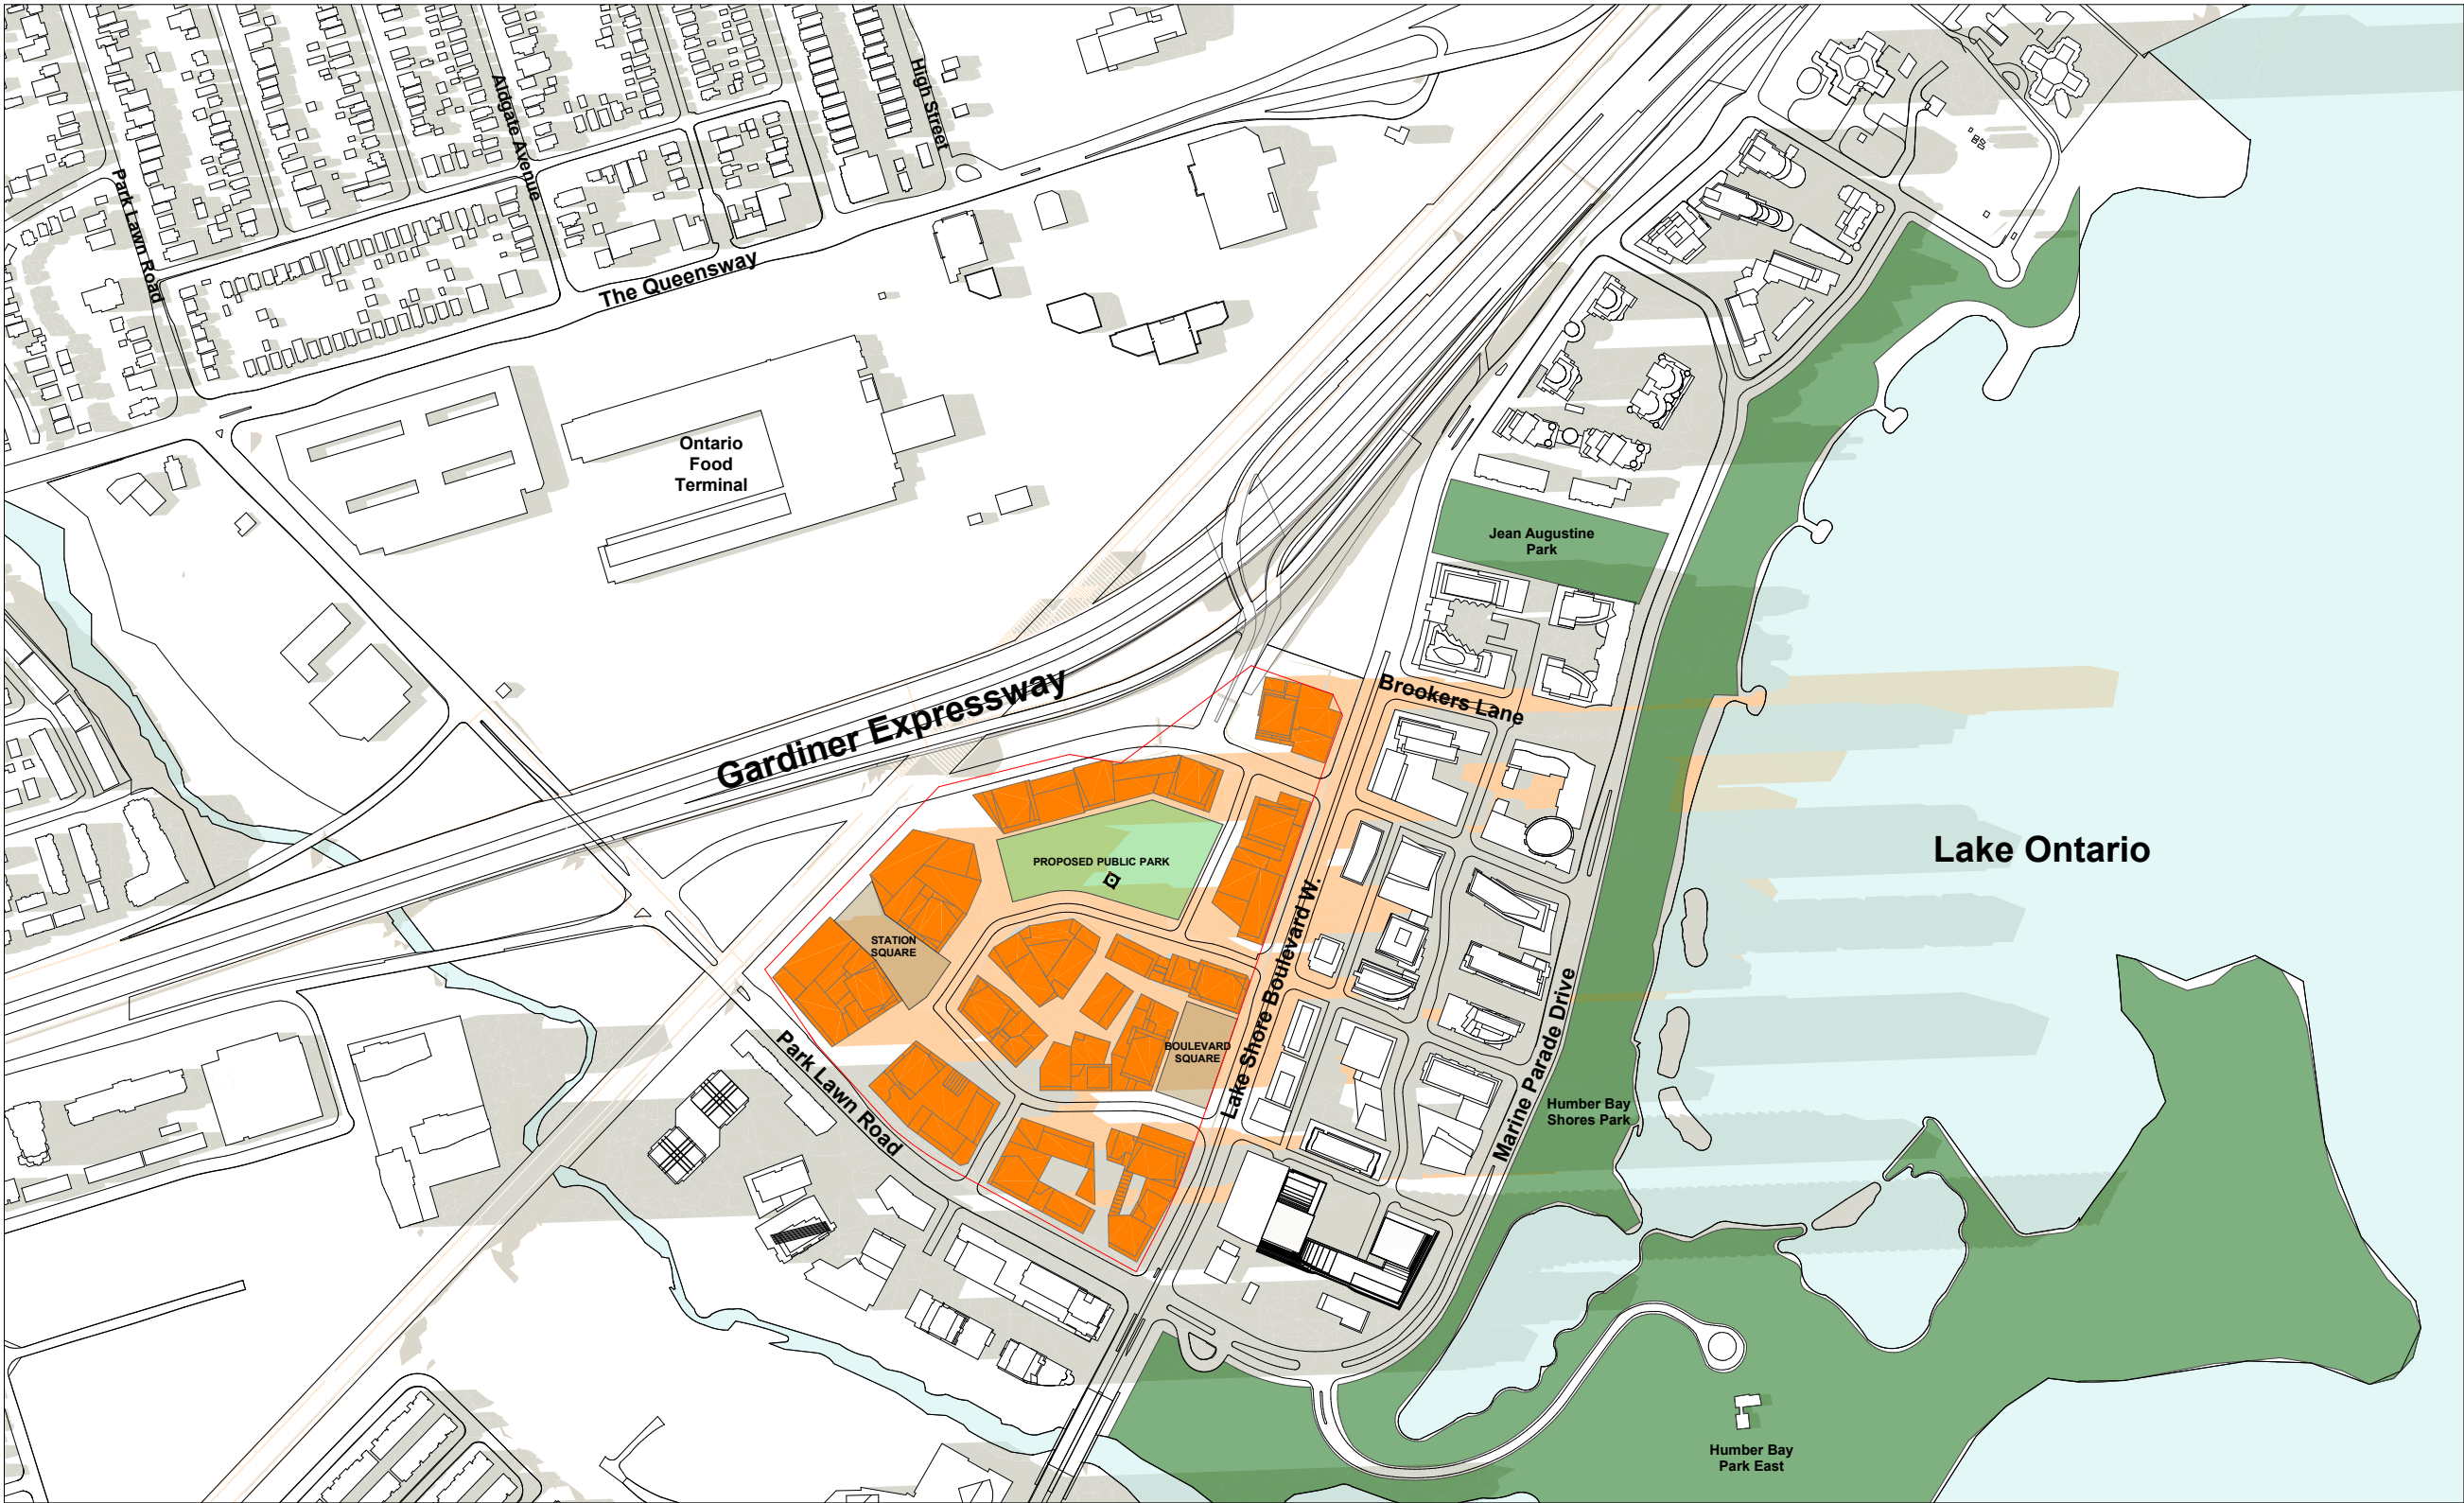 High Street
Aldgate Avenue
Park Lawn Road
The Queensway
Ontario
Food
Terminal
Jean Augustine
Park
Brookers Lane
Gardiner Expressway
Lake Ontario
PROPOSED PUBLIC PARK
STATION
SQUARE
Lake Shore Boulevard W.
BOULEVARD
SQUARE
Park Lawn Road
Marine Parade Drive
Humber Bay
Shores Park
Humber Bay
Park East